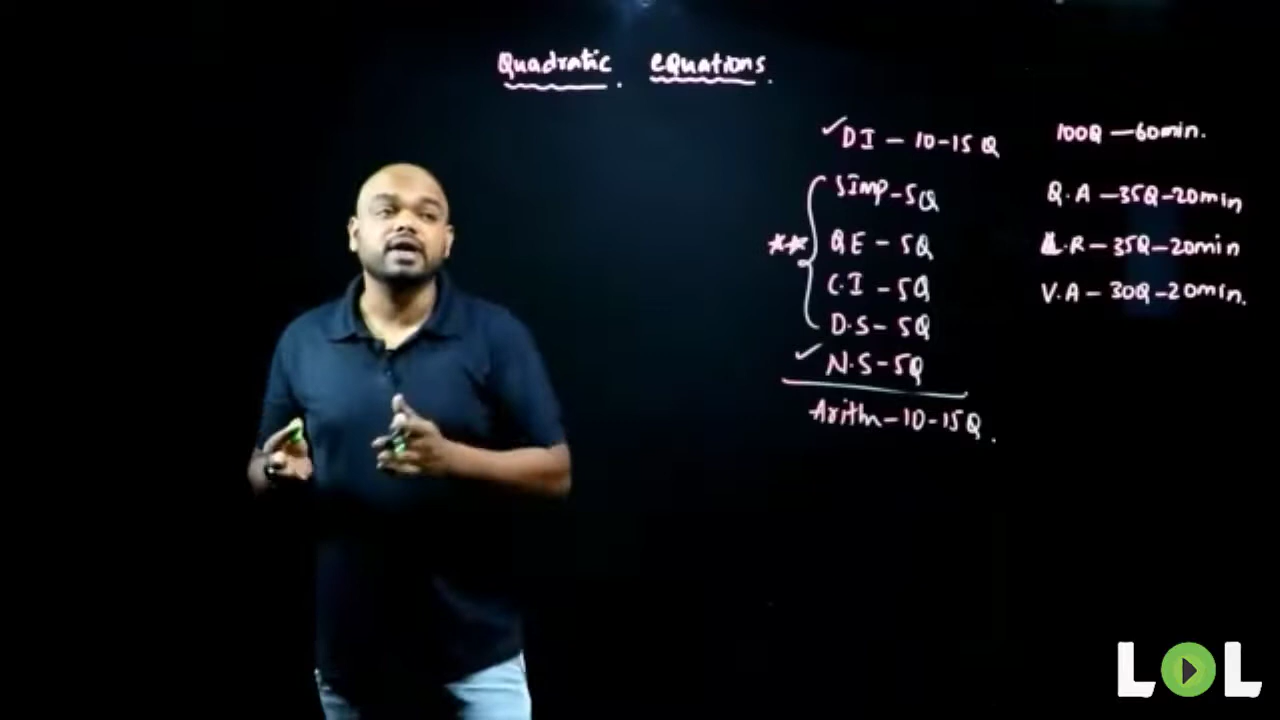 Quadratic equations.
✓ DI - 10-15 Q
Simp - 5Q
** QE - 5Q
C.I - 5Q
D.S - 5Q
✓ N.S - 5Q
Arith - 10-15Q.
100Q - 60min.
Q.A - 35Q - 20min
L.R - 35Q - 20min
V.A - 30Q - 20min.
LOL